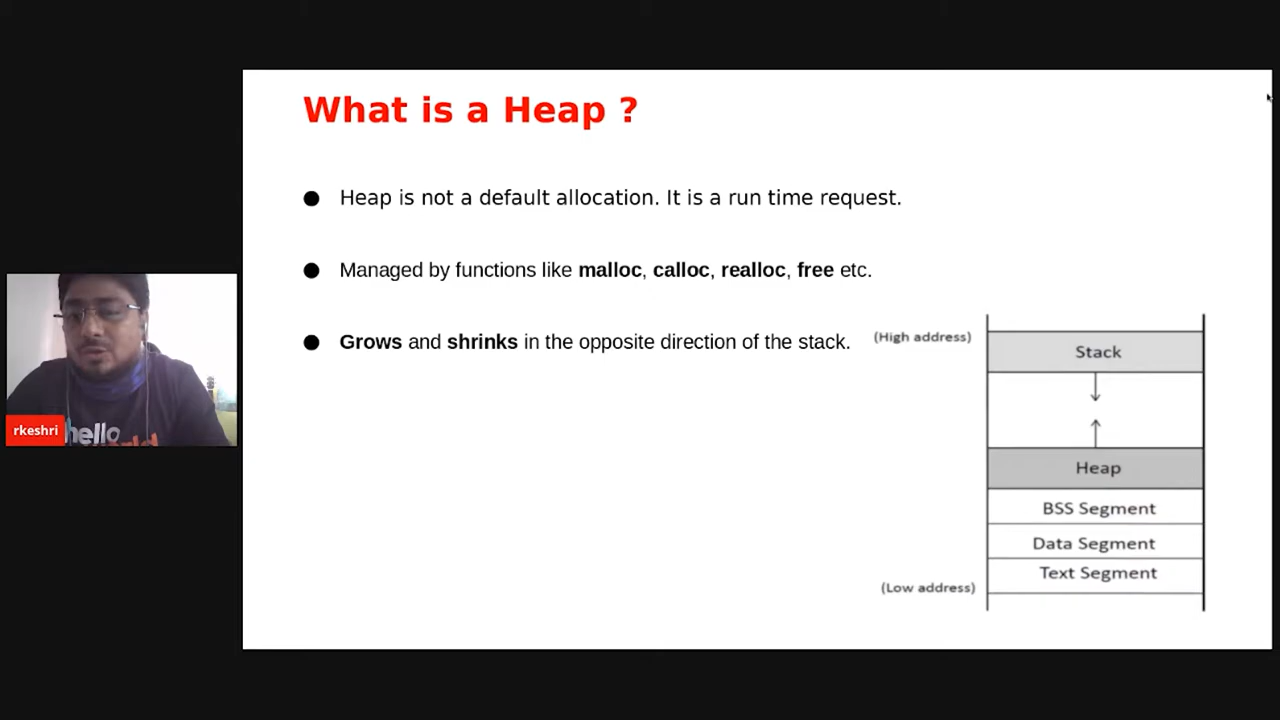 What is a Heap ?
● Heap is not a default allocation. It is a run time request.
● Managed by functions like malloc, calloc, realloc, free etc.
● Grows and shrinks in the opposite direction of the stack.
(High address)
Stack
Heap
BSS Segment
Data Segment
Text Segment
(Low address)
rkeshri
hello